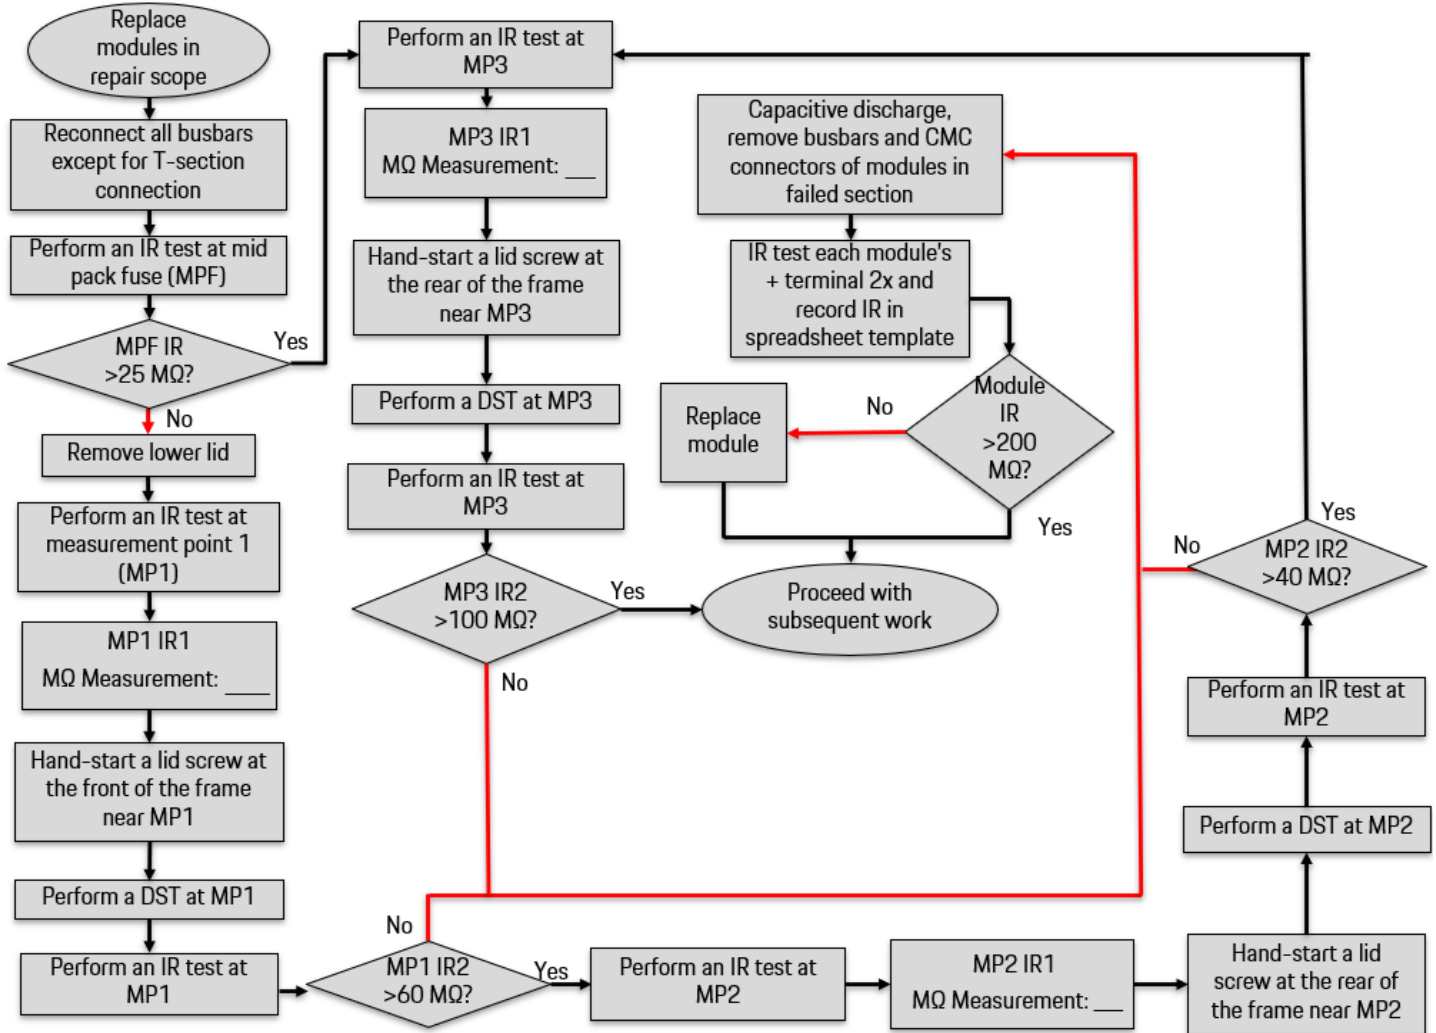 Replace
modules in
repair scope
Reconnect all busbars
except for T-section
connection
Perform an IR test at mid
pack fuse (MPF)
MPF IR
>25 MΩ?
Yes
No
Remove lower lid
Perform an IR test at
measurement point 1
(MP1)
MP1 IR1
MΩ Measurement: ___
Hand-start a lid screw at
the front of the frame
near MP1
Perform a DST at MP1
Perform an IR test at
MP1
MP1 IR2
>60 MΩ?
No
Yes
Perform an IR test at
MP2
MP2 IR1
MΩ Measurement: __
Hand-start a lid
screw at the rear of
the frame near MP2
Perform a DST at MP2
Perform an IR test at
MP2
MP2 IR2
>40 MΩ?
No
Yes
Perform an IR test at
MP3
MP3 IR1
MΩ Measurement: __
Hand-start a lid screw at
the rear of the frame
near MP3
Perform a DST at MP3
Perform an IR test at
MP3
MP3 IR2
>100 MΩ?
Yes
No
Capacitive discharge,
remove busbars and CMC
connectors of modules in
failed section
IR test each module's
+ terminal 2x and
record IR in
spreadsheet template
Module
IR
>200
MΩ?
No
Yes
Replace
module
Proceed with
subsequent work